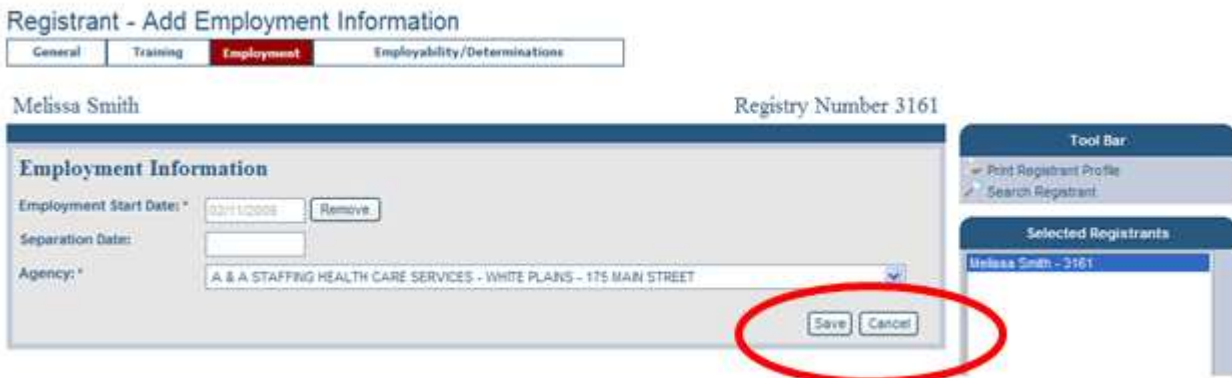 Registrant - Add Employment Information
General Training Employment Employability/Determinations
Melissa Smith Registry Number 3161
Tool Bar
Employment Information
Print Registrant Profile
Search Registrant
Employment Start Date: * Remove
Separation Date:
Selected Registrants
Melissa Smith - 3161
Agency: * A & A STAFFING HEALTH CARE SERVICES - WHITE PLAINS - 175 MAIN STREET
Save Cancel